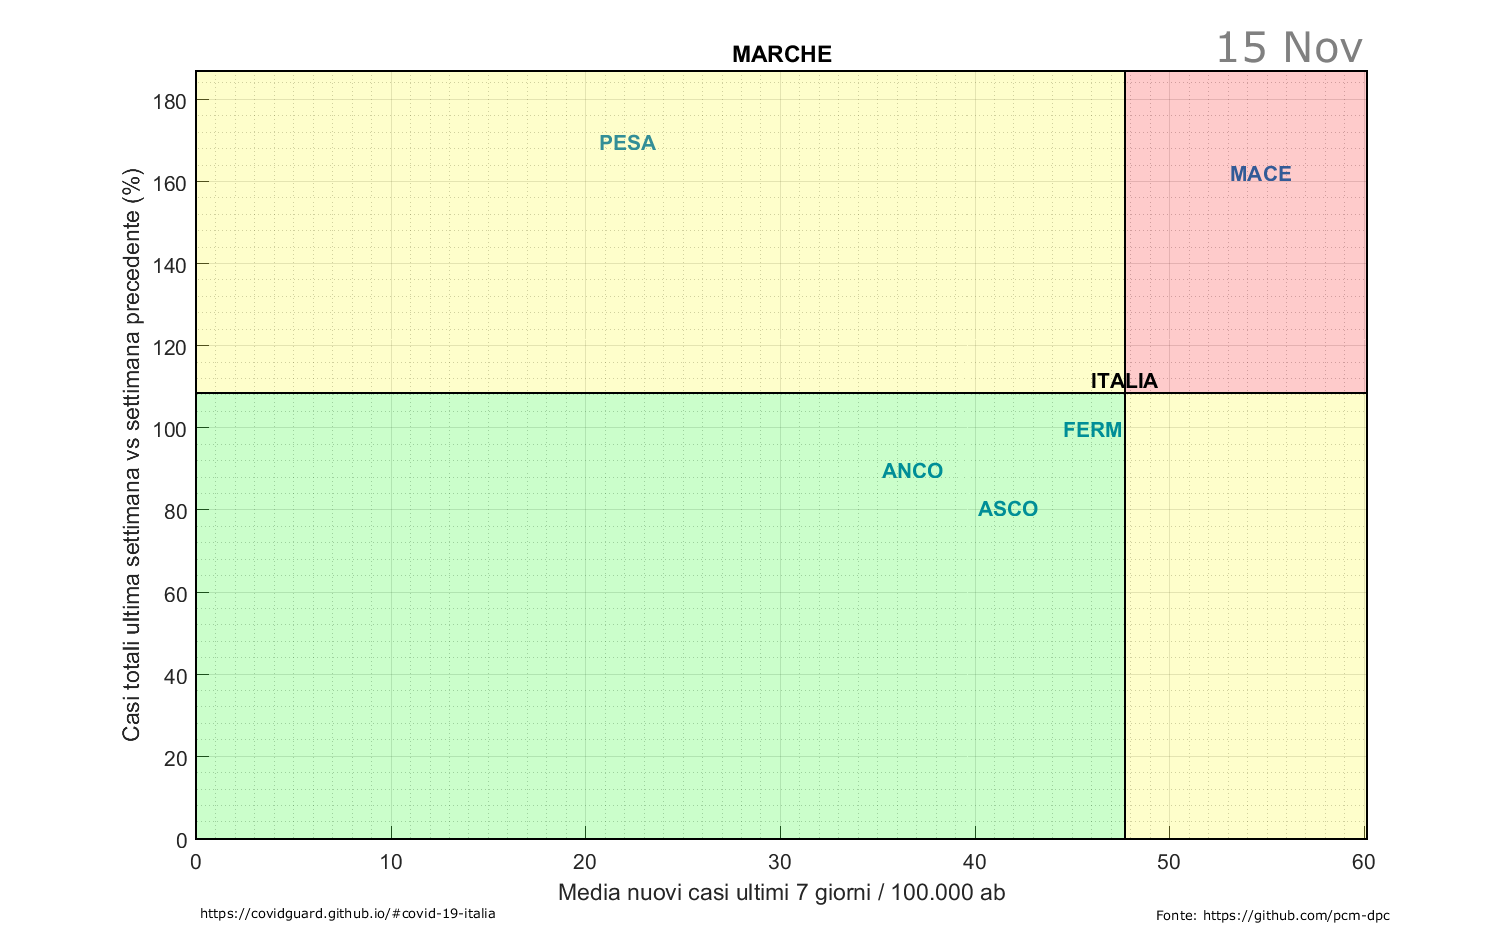 MARCHE
15 Nov
Casi totali ultima settimana vs settimana precedente (%)
180
160
140
120
100
80
60
40
20
0
PESA
MACE
ITALIA
FERM
ANCO
ASCO
0 10 20 30 40 50 60
Media nuovi casi ultimi 7 giorni / 100.000 ab
https://covidguard.github.io/#covid-19-italia
Fonte: https://github.com/pcm-dpc